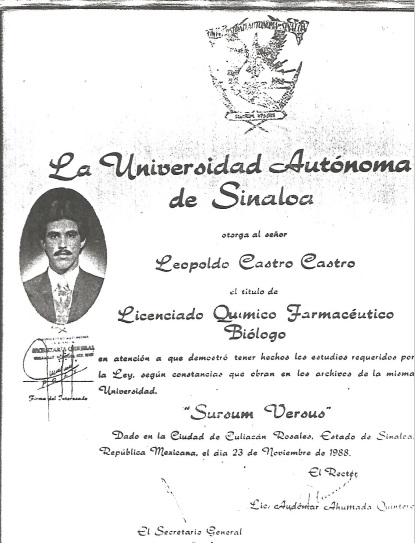 La Universidad Autónoma
de Sinaloa
otorga al señor
Leopoldo Castro Castro
el título de
Licenciado Químico Farmacéutico
Biólogo
en atención a que demostró tener hechos los estudios requeridos por
la Ley, según constancias que obran en los archivos de la misma
Universidad.
SECRETARIA GENERAL
Firma del Interesado
"Sursum Versus"
Dado en la Ciudad de Culiacán Rosales, Estado de Sinaloa
República Mexicana, el día 23 de Noviembre de 1988.
El Rector
Lic. Audómar Ahumada Quintero
El Secretario General